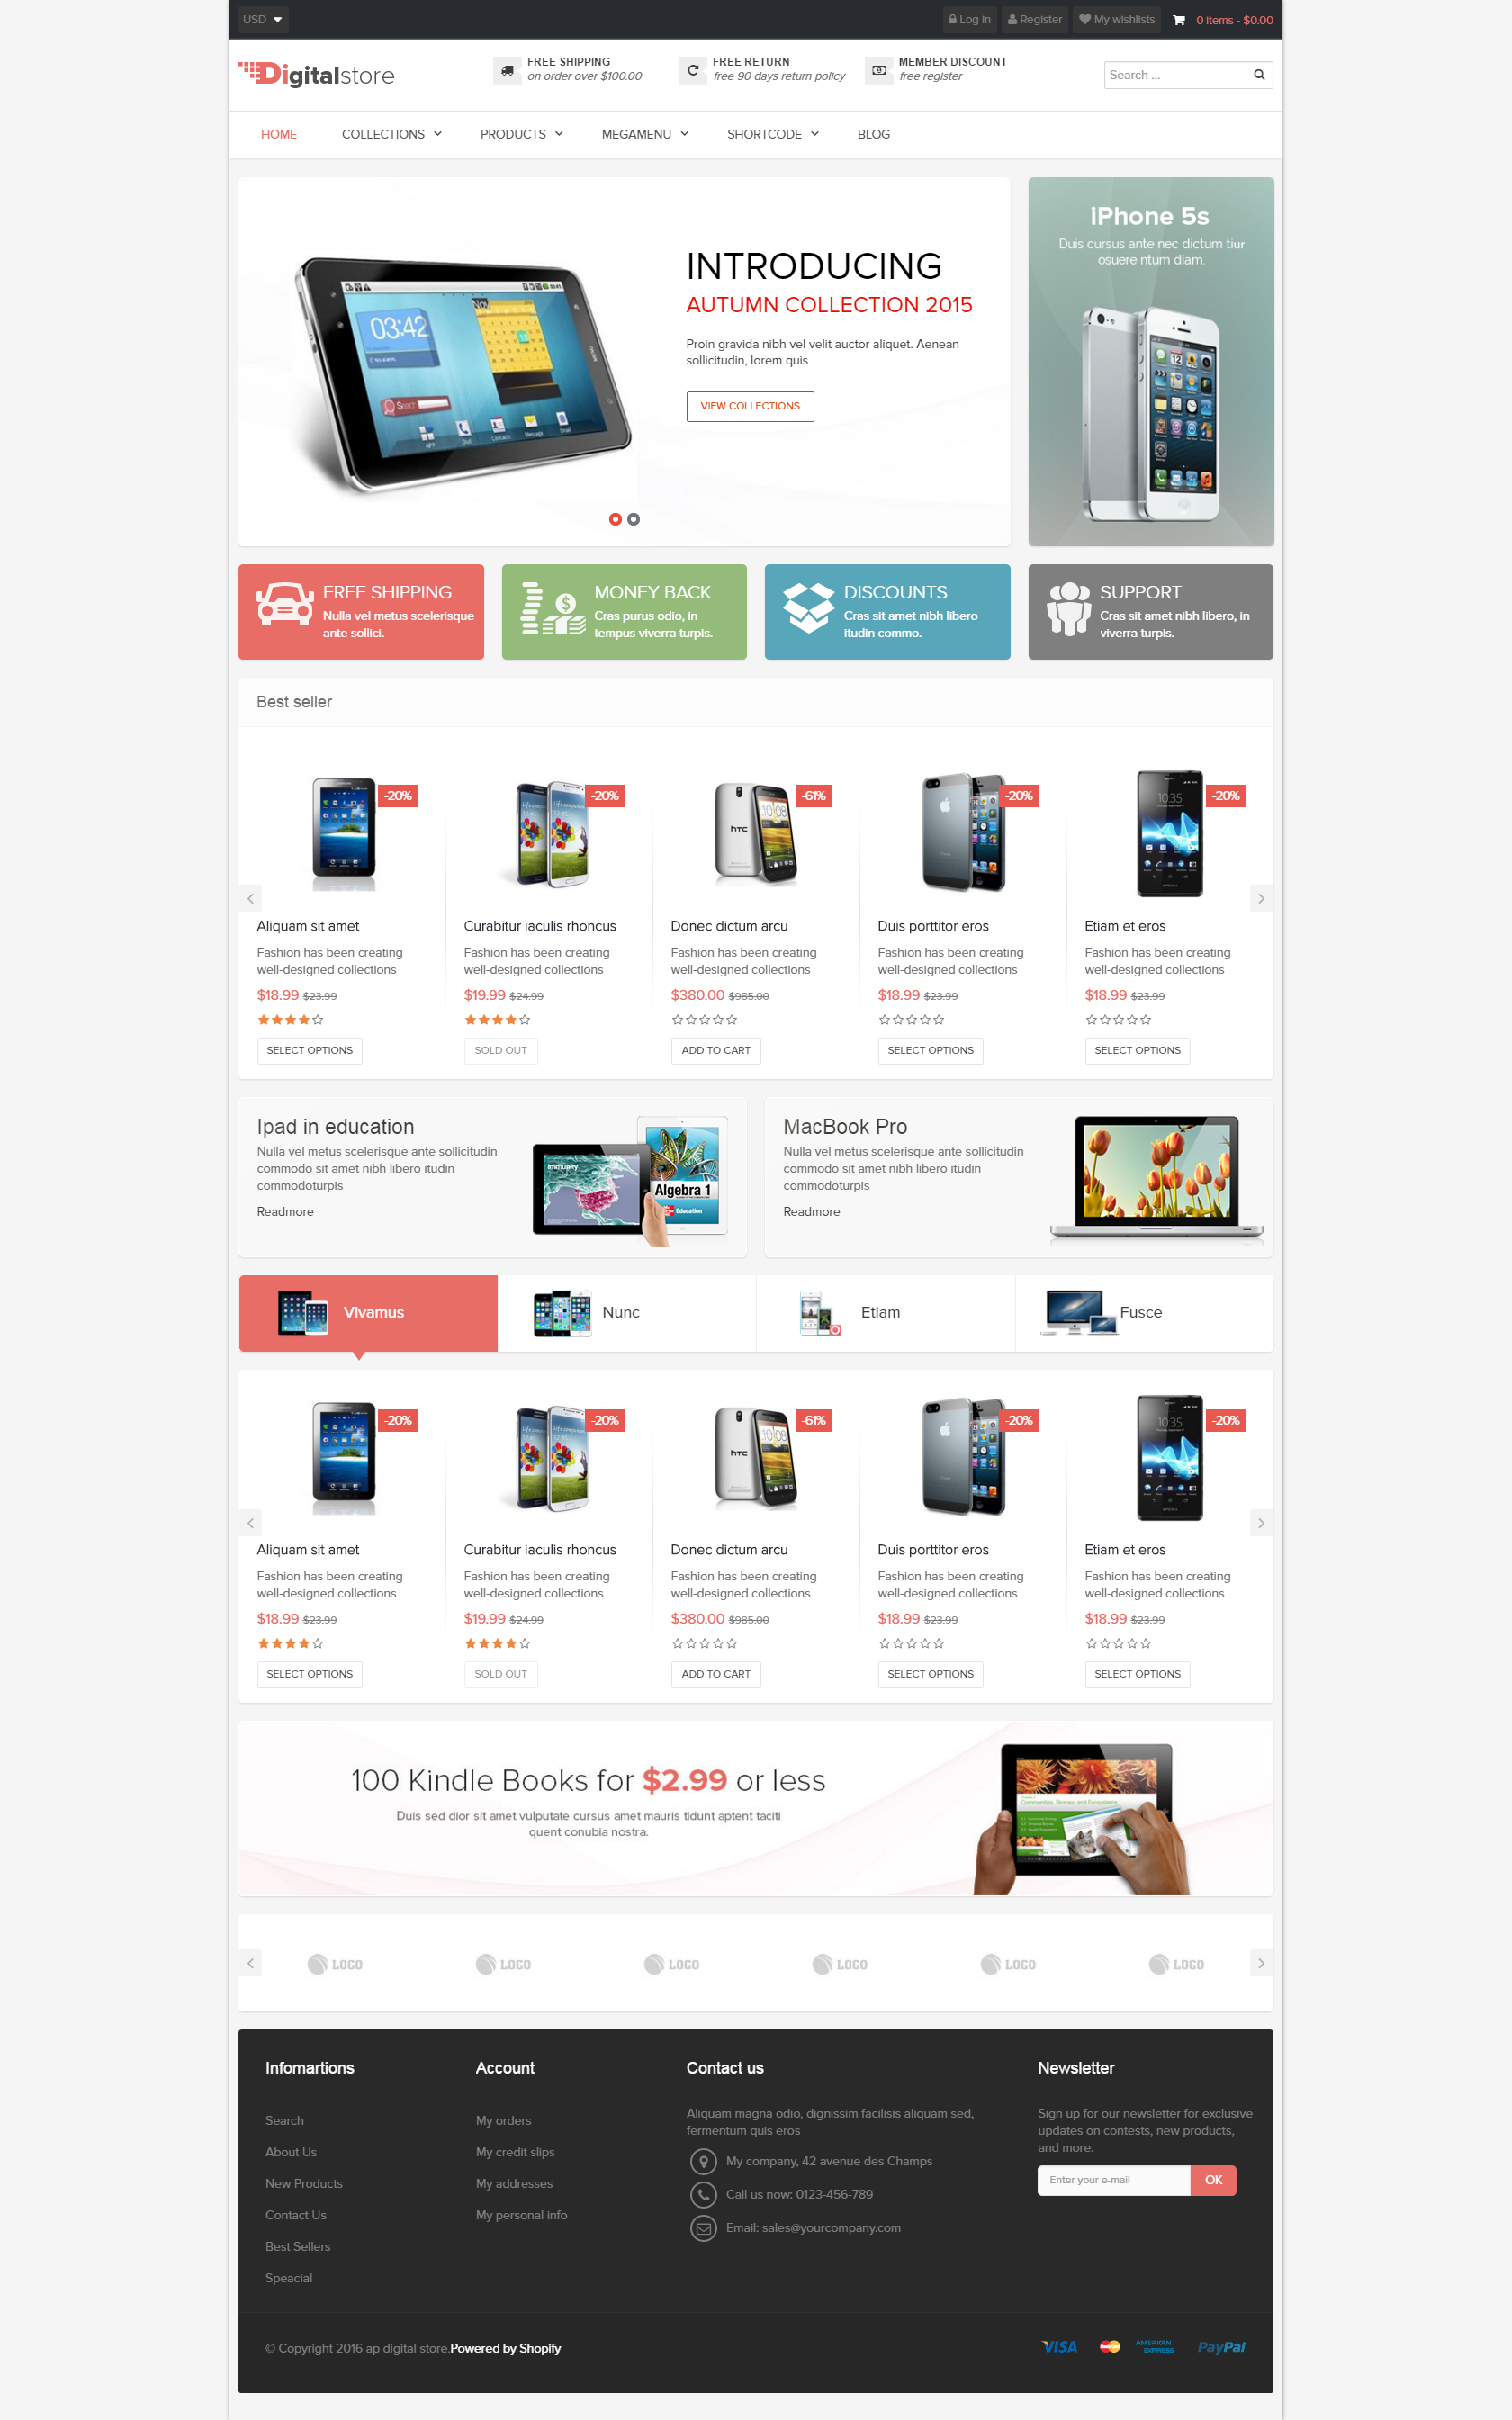 USD
Log in
Register
My wishlists
0 items - $0.00
Digitalstore
FREE SHIPPING
on order over $100.00
FREE RETURN
free 90 days return policy
MEMBER DISCOUNT
free register
Search ...
HOME
COLLECTIONS
PRODUCTS
MEGAMENU
SHORTCODE
BLOG
INTRODUCING
AUTUMN COLLECTION 2015
Proin gravida nibh vel velit auctor aliquet. Aenean
sollicitudin, lorem quis
VIEW COLLECTIONS
03:42
Search
iPhone 5s
Duis cursus ante nec dictum tiur
osuere ntum diam.
FREE SHIPPING
Nulla vel metus scelerisque
ante sollici.
MONEY BACK
Cras purus odio, in
tempus viverra turpis.
DISCOUNTS
Cras sit amet nibh libero
itudin commo.
SUPPORT
Cras sit amet nibh libero, in
viverra turpis.
Best seller
-20%
-20%
-61%
-20%
-20%
Aliquam sit amet
Fashion has been creating
well-designed collections
$18.99 $23.99
SELECT OPTIONS
Curabitur iaculis rhoncus
Fashion has been creating
well-designed collections
$19.99 $24.99
SOLD OUT
Donec dictum arcu
Fashion has been creating
well-designed collections
$380.00 $985.00
ADD TO CART
Duis porttitor eros
Fashion has been creating
well-designed collections
$18.99 $23.99
SELECT OPTIONS
Etiam et eros
Fashion has been creating
well-designed collections
$18.99 $23.99
SELECT OPTIONS
Ipad in education
Nulla vel metus scelerisque ante sollicitudin
commodo sit amet nibh libero itudin
commodoturpis
Readmore
Immunity
Algebra 1
Education
MacBook Pro
Nulla vel metus scelerisque ante sollicitudin
commodo sit amet nibh libero itudin
commodoturpis
Readmore
Vivamus
Nunc
Etiam
Fusce
-20%
-20%
-61%
-20%
-20%
Aliquam sit amet
Fashion has been creating
well-designed collections
$18.99 $23.99
SELECT OPTIONS
Curabitur iaculis rhoncus
Fashion has been creating
well-designed collections
$19.99 $24.99
SOLD OUT
Donec dictum arcu
Fashion has been creating
well-designed collections
$380.00 $985.00
ADD TO CART
Duis porttitor eros
Fashion has been creating
well-designed collections
$18.99 $23.99
SELECT OPTIONS
Etiam et eros
Fashion has been creating
well-designed collections
$18.99 $23.99
SELECT OPTIONS
100 Kindle Books for $2.99 or less
Duis sed dior sit amet vulputate cursus amet mauris tidunt aptent taciti
quent conubia nostra.
Communities, Biomes, and Ecosystems
LOGO
LOGO
LOGO
LOGO
LOGO
LOGO
Infomartions
Search
About Us
New Products
Contact Us
Best Sellers
Speacial
Account
My orders
My credit slips
My addresses
My personal info
Contact us
Aliquam magna odio, dignissim facilisis aliquam sed,
fermentum quis eros
My company, 42 avenue des Champs
Call us now: 0123-456-789
Email: sales@yourcompany.com
Newsletter
Sign up for our newsletter for exclusive
updates on contests, new products,
and more.
Enter your e-mail
OK
© Copyright 2016 ap digital store.Powered by Shopify
VISA
AMERICAN
EXPRESS
PayPal